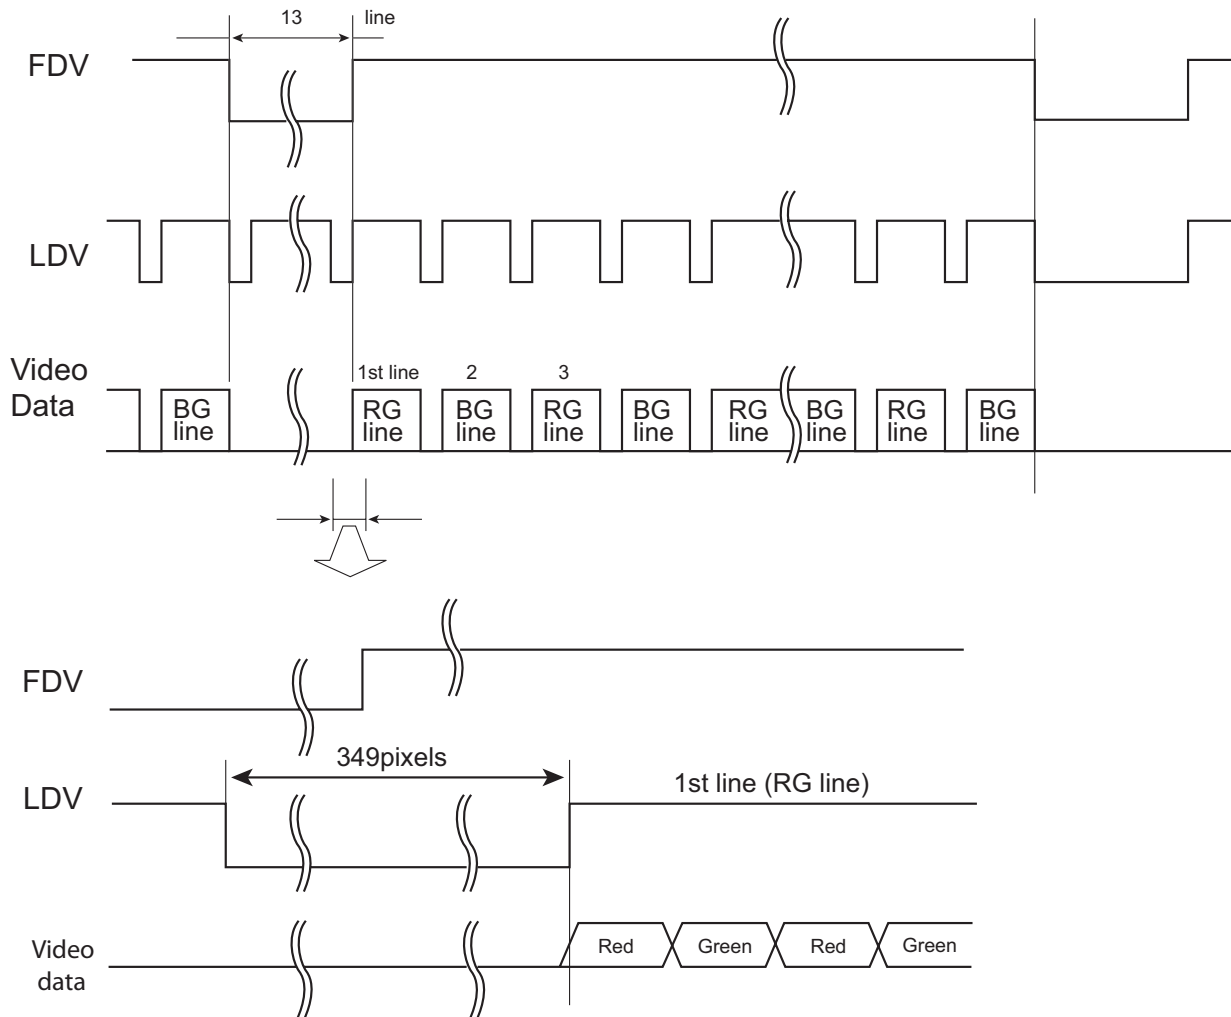 13 line
FDV
LDV
Video
Data
1st line 2 3
BG
line
RG
line
BG
line
RG
line
BG
line
RG
line
BG
line
RG
line
BG
line
FDV
349pixels
LDV
1st line (RG line)
Video
data
Red Green Red Green